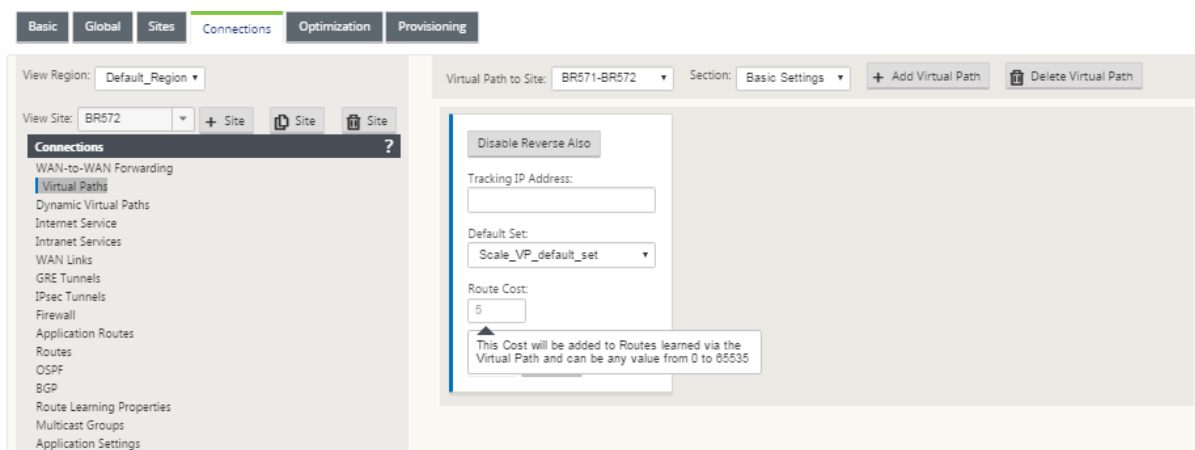 Basic Global Sites Connections Optimization Provisioning
View Region: Default_Region
Virtual Path to Site: BR571-BR572 Section: Basic Settings + Add Virtual Path Delete Virtual Path
View Site: BR572 + Site Site Site
Connections ?
WAN-to-WAN Forwarding
Virtual Paths
Dynamic Virtual Paths
Internet Service
Intranet Services
WAN Links
GRE Tunnels
IPsec Tunnels
Firewall
Application Routes
Routes
OSPF
BGP
Route Learning Properties
Multicast Groups
Application Settings
Disable Reverse Also
Tracking IP Address:
Default Set:
Scale_VP_default_set
Route Cost:
5
This Cost will be added to Routes learned via the
Virtual Path and can be any value from 0 to 65535